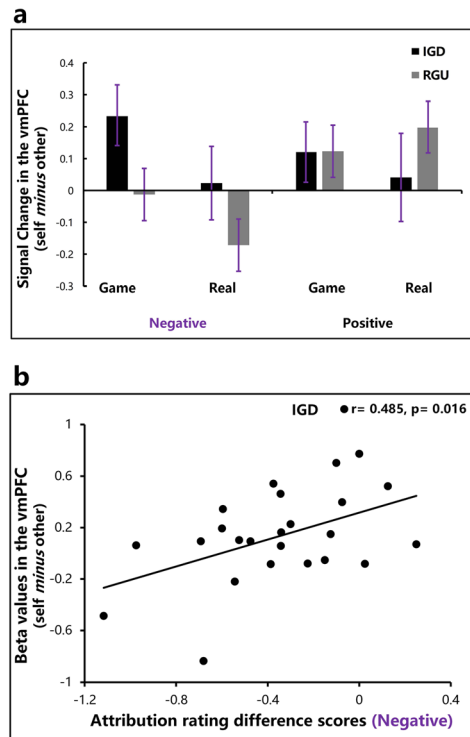 a
IGD
RGU
Signal Change in the vmPFC
(self minus other)
0.4
0.3
0.2
0.1
0
-0.1
-0.2
-0.3
Game
Real
Game
Real
Negative
Positive
b
IGD
r= 0.485, p= 0.016
Beta values in the vmPFC
(self minus other)
1
0.6
0.2
-0.2
-0.6
-1
-1.2
-0.8
-0.4
0
0.4
Attribution rating difference scores (Negative)